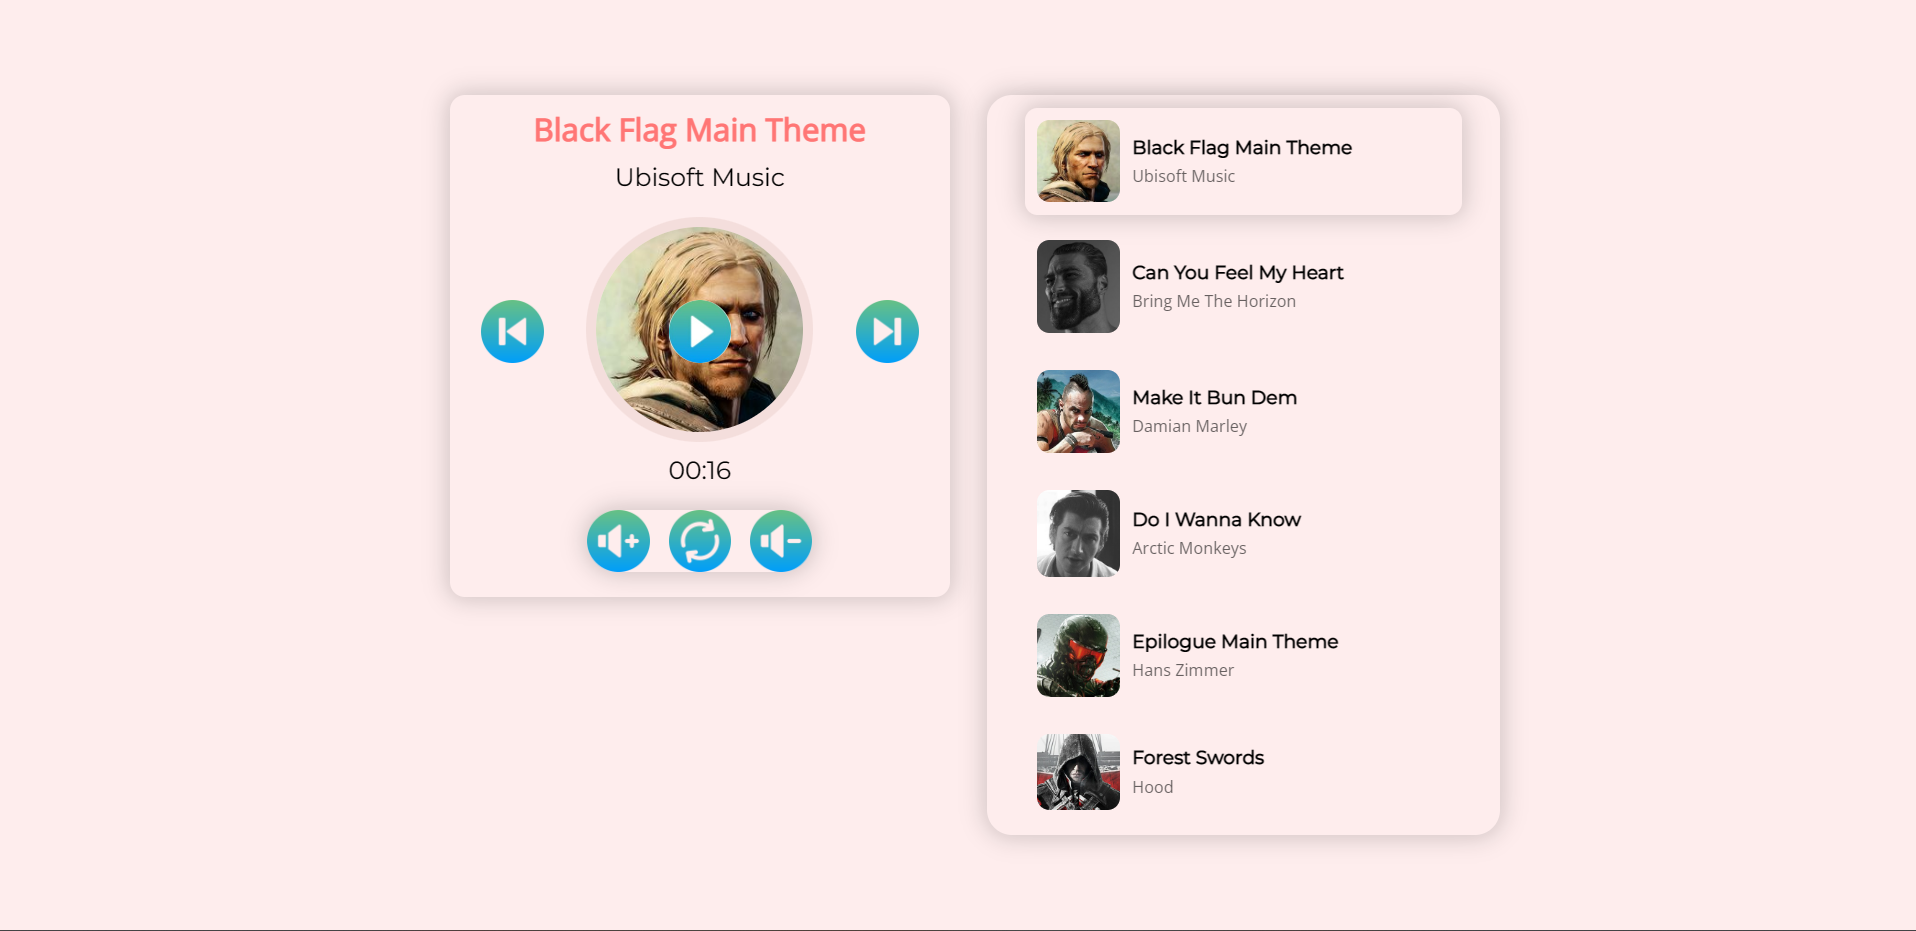 Black Flag Main Theme
Ubisoft Music
00:16
Black Flag Main Theme
Ubisoft Music
Can You Feel My Heart
Bring Me The Horizon
Make It Bun Dem
Damian Marley
Do I Wanna Know
Arctic Monkeys
Epilogue Main Theme
Hans Zimmer
Forest Swords
Hood